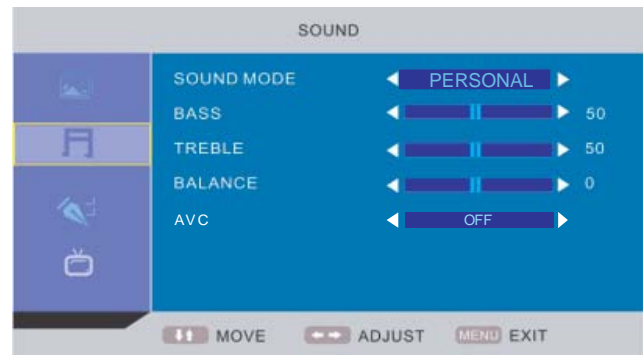 SOUND
SOUND MODE PERSONAL
BASS 50
TREBLE 50
BALANCE 0
AVC OFF
MOVE ADJUST MENU EXIT